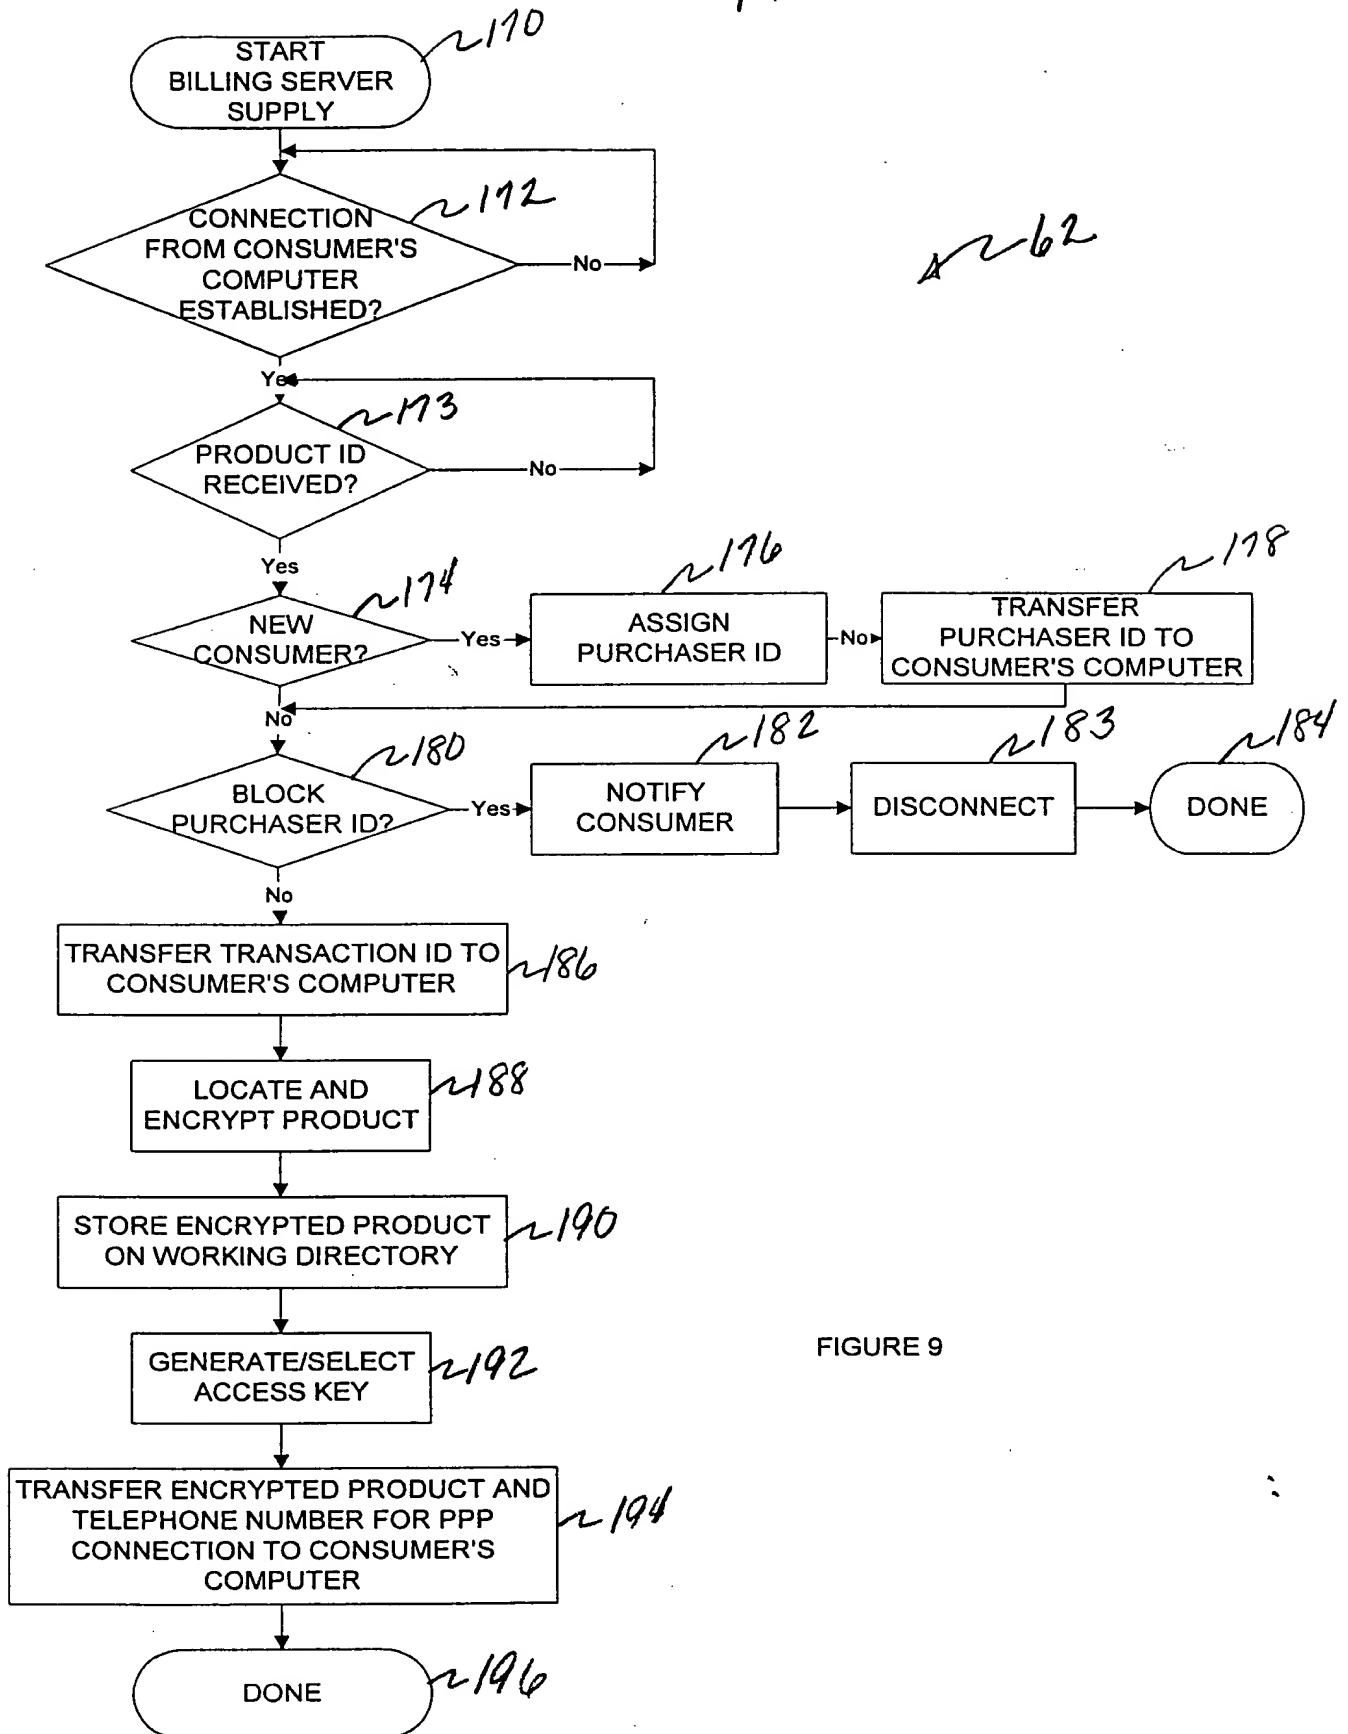 START
BILLING SERVER
SUPPLY
170
CONNECTION
FROM CONSUMER'S
COMPUTER
ESTABLISHED?
172
No
62
Yes
PRODUCT ID
RECEIVED?
173
No
Yes
NEW
CONSUMER?
174
Yes
ASSIGN
PURCHASER ID
176
No
TRANSFER
PURCHASER ID TO
CONSUMER'S COMPUTER
178
No
BLOCK
PURCHASER ID?
180
Yes
NOTIFY
CONSUMER
182
DISCONNECT
183
DONE
184
No
TRANSFER TRANSACTION ID TO
CONSUMER'S COMPUTER
186
LOCATE AND
ENCRYPT PRODUCT
188
STORE ENCRYPTED PRODUCT
ON WORKING DIRECTORY
190
GENERATE/SELECT
ACCESS KEY
192
FIGURE 9
TRANSFER ENCRYPTED PRODUCT AND
TELEPHONE NUMBER FOR PPP
CONNECTION TO CONSUMER'S
COMPUTER
194
DONE
196